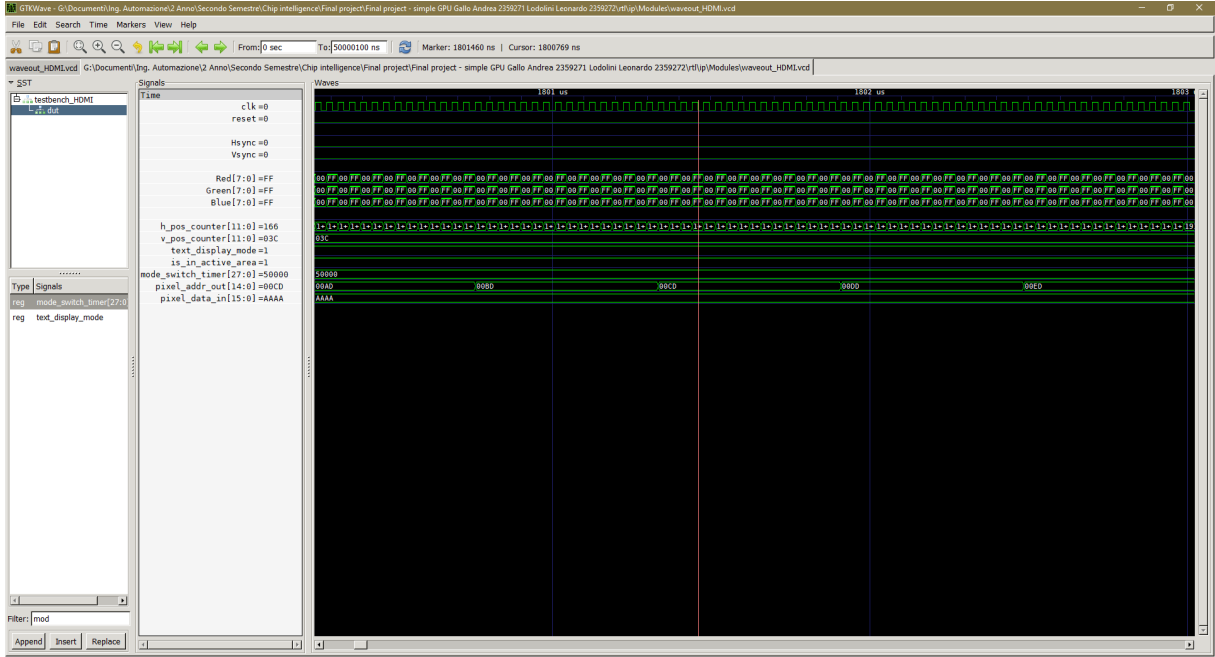 GTKWave - G:\Documenti\Ing. Automazione\2 Anno\Secondo Semestre\Chip intelligence\Final project\Final project - simple GPU Gallo Andrea 2359271 Lodolini Leonardo 2359272\rtl\ip\Modules\waveout_HDMI.vcd
File Edit Search Time Markers View Help
From: 0 sec To: 50000100 ns Marker: 1801460 ns | Cursor: 1800769 ns
waveout_HDMI.vcd G:\Documenti\Ing. Automazione\2 Anno\Secondo Semestre\Chip intelligence\Final project\Final project - simple GPU Gallo Andrea 2359271 Lodolini Leonardo 2359272\rtl\ip\Modules\waveout_HDMI.vcd
SST
testbench_HDMI
dut
Type Signals
reg mode_switch_timer[27:0
reg text_display_mode
Filter: mod
Append Insert Replace
Signals
Time
clk =0
reset =0
Hsync =0
Vsync =0
Red[7:0] =FF
Green[7:0] =FF
Blue[7:0] =FF
h_pos_counter[11:0] =166
v_pos_counter[11:0] =03C
text_display_mode =1
is_in_active_area =1
mode_switch_timer[27:0] =50000
pixel_addr_out[14:0] =00CD
pixel_data_in[15:0] =AAAA
Waves
1801 us 1802 us 1803
03C
50000
00AD 00BD 00CD 00DD 00ED
AAAA